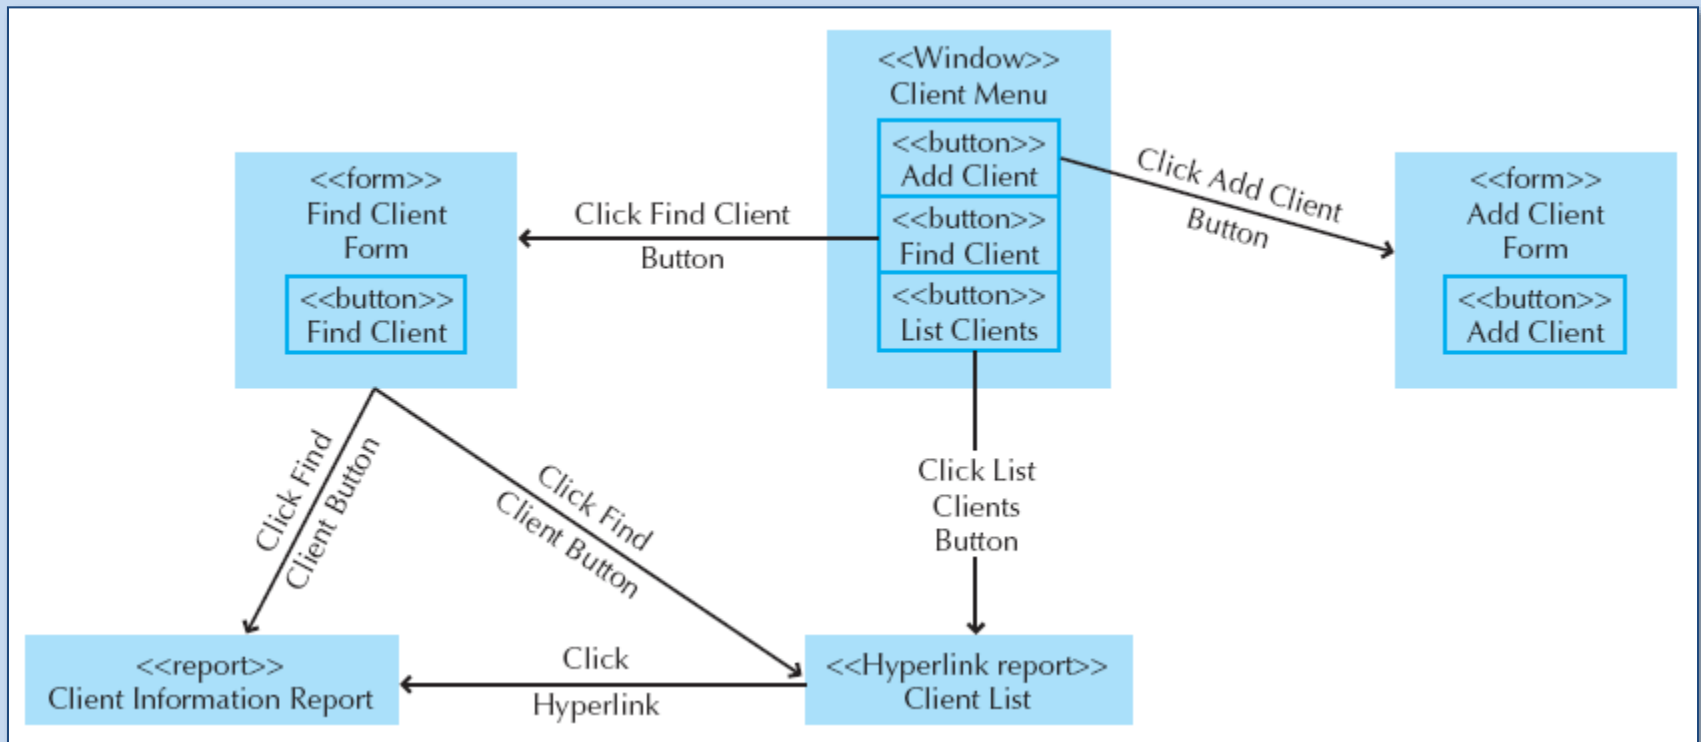 <<Window>>
Client Menu
<<button>>
Add Client
<<button>>
Find Client
<<button>>
List Clients
<<form>>
Find Client
Form
<<button>>
Find Client
Click Find Client
Button
Click Add Client
Button
<<form>>
Add Client
Form
<<button>>
Add Client
Click Find
Client Button
Click Find
Client Button
Click List
Clients
Button
<<report>>
Client Information Report
Click
Hyperlink
<<Hyperlink report>>
Client List